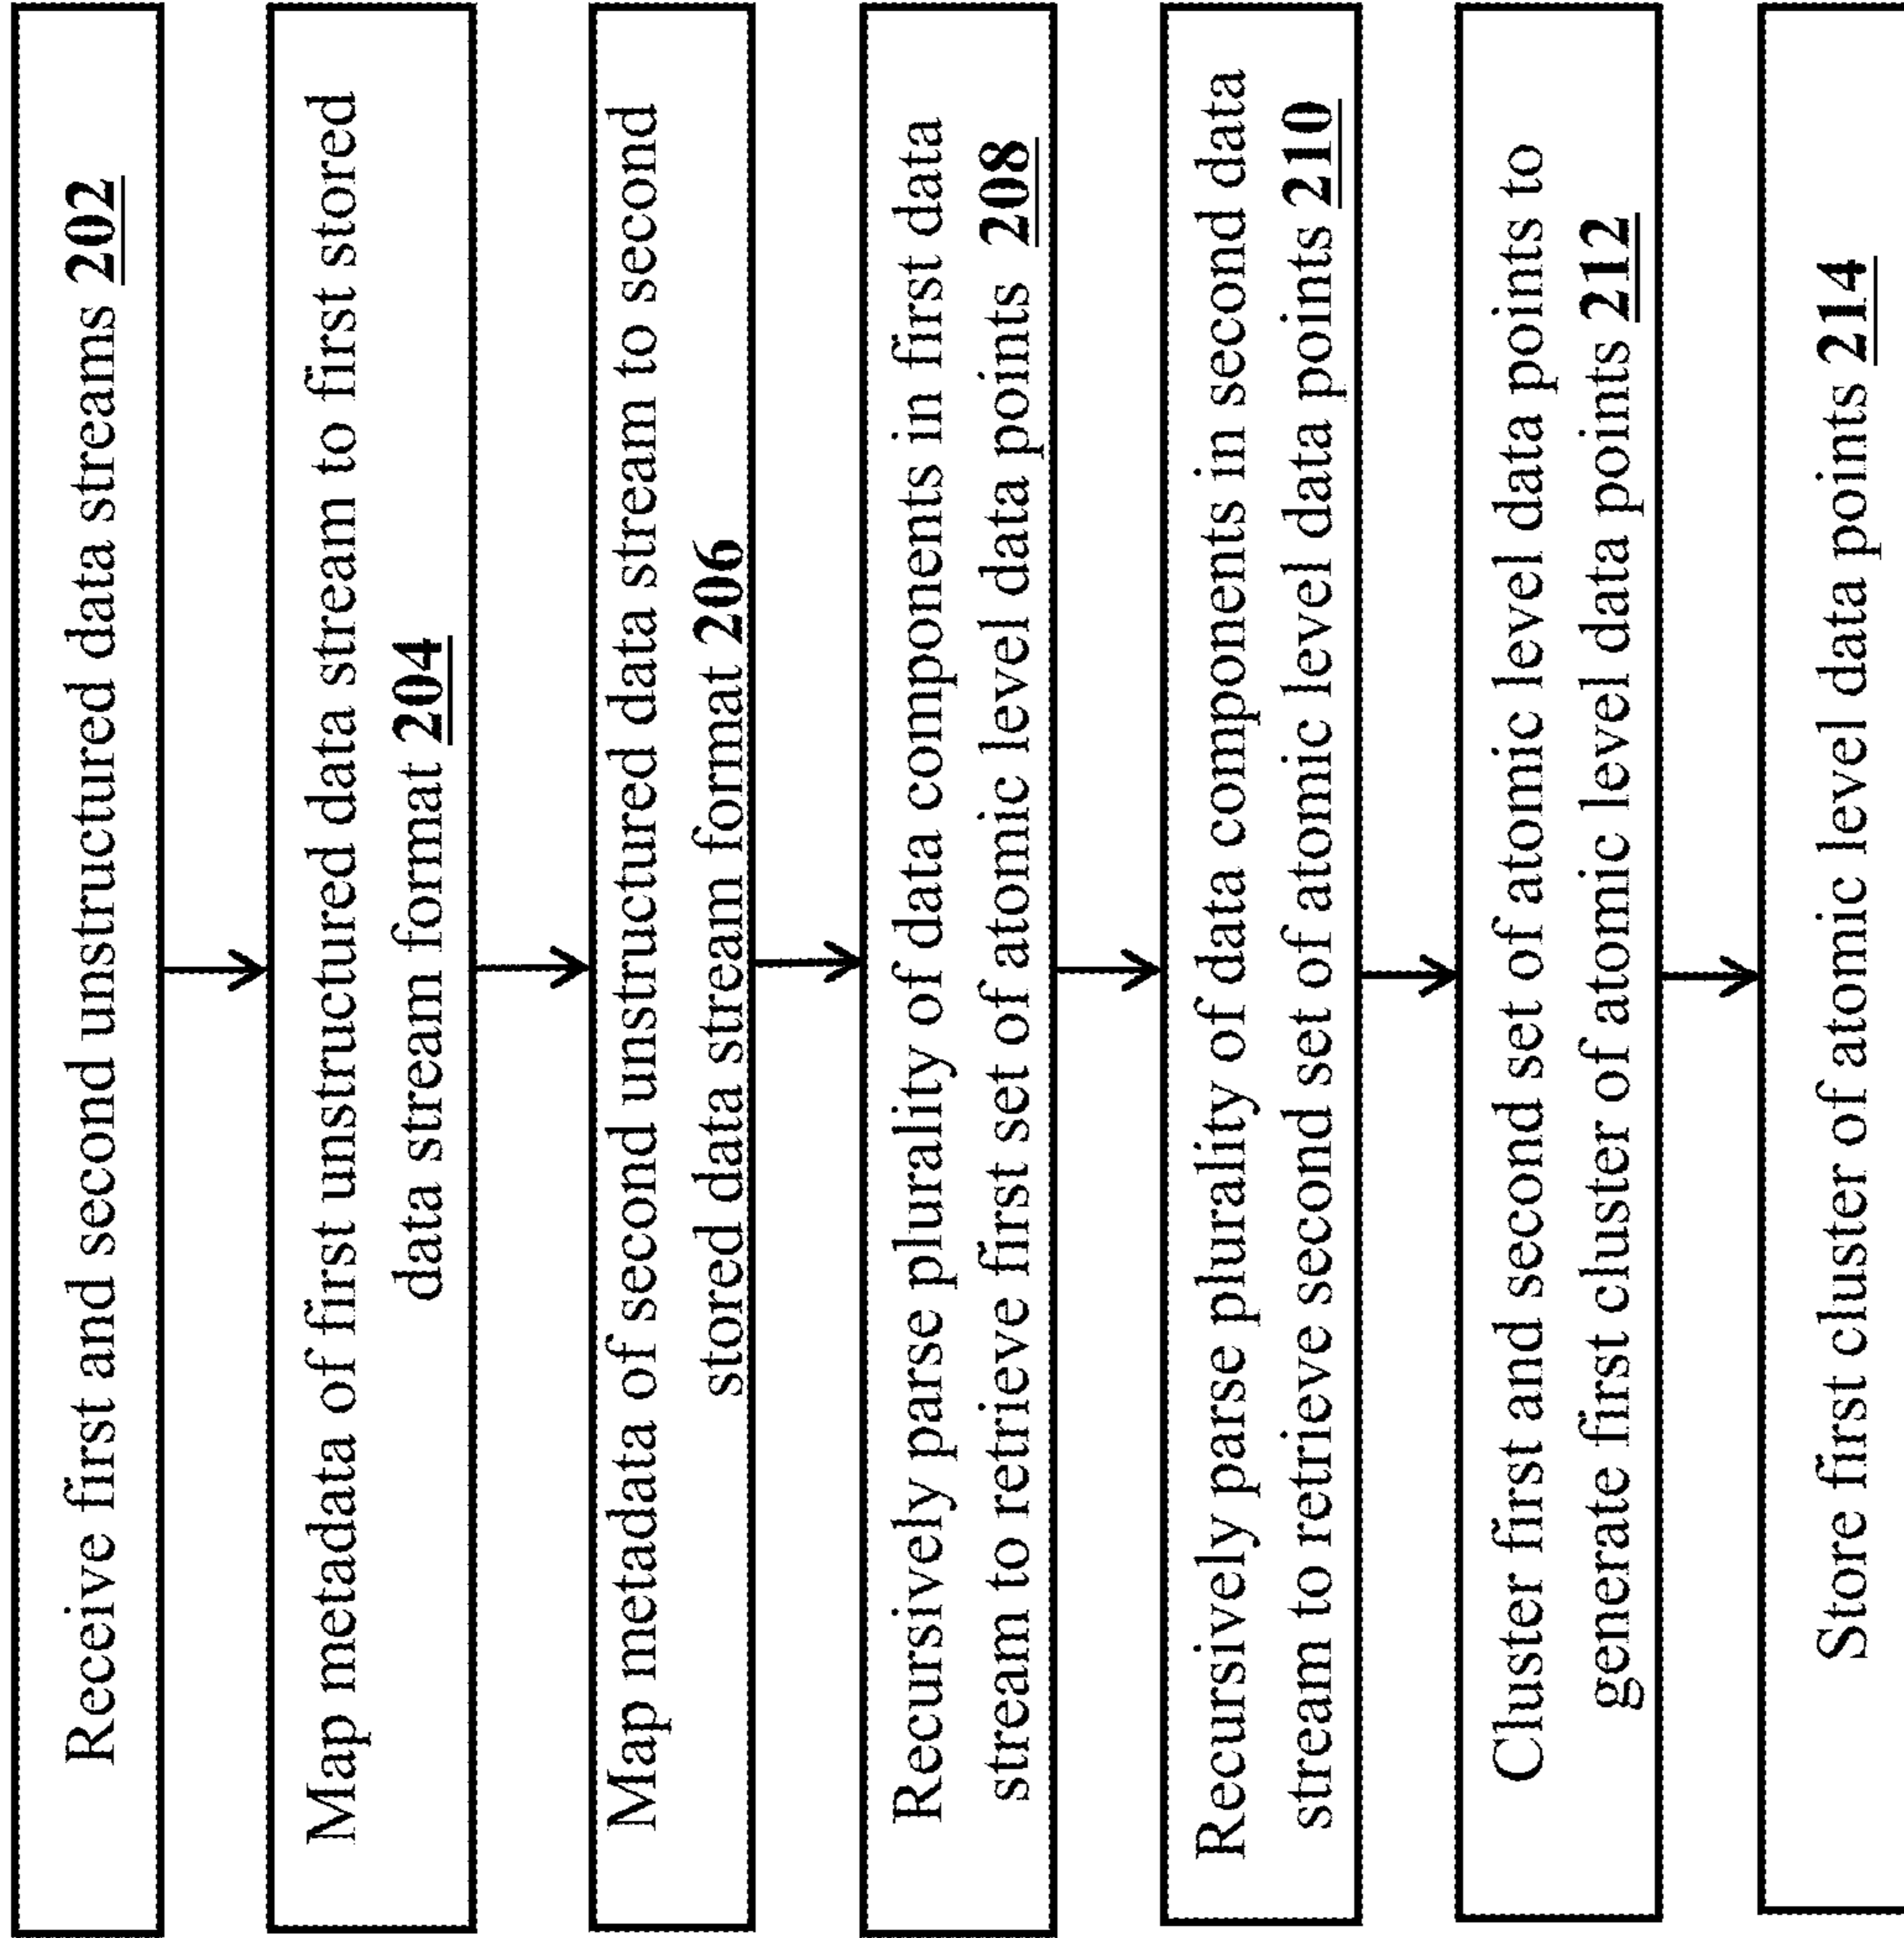 Receive first and second unstructured data streams 202
Map metadata of first unstructured data stream to first stored
data stream format 204
Map metadata of second unstructured data stream to second
stored data stream format 206
Recursively parse plurality of data components in first data
stream to retrieve first set of atomic level data points 208
Recursively parse plurality of data components in second data
stream to retrieve second set of atomic level data points 210
Cluster first and second set of atomic level data points to
generate first cluster of atomic level data points 212
Store first cluster of atomic level data points 214